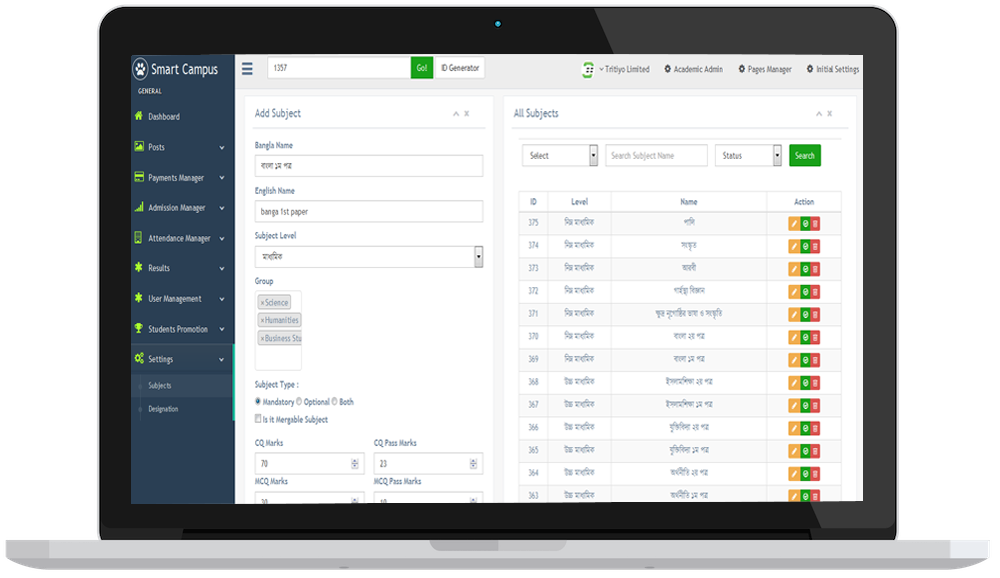 Smart Campus
1357
Go!
ID Generator
Tritiyo Limited
Academic Admin
Pages Manager
Initial Settings
GENERAL
Dashboard
Posts
Payments Manager
Admission Manager
Attendance Manager
Results
User Management
Students Promotion
Settings
Subjects
Designation
Add Subject
Bangla Name
বাংলা ১ম পত্র
English Name
banga 1st paper
Subject Level
মাধ্যমিক
Group
×Science
×Humanities
×Business Stu
Subject Type :
Mandatory Optional Both
Is it Mergable Subject
CQ Marks CQ Pass Marks
70 23
MCQ Marks MCQ Pass Marks
30 10
All Subjects
Select Search Subject Name Status Search
ID Level Name Action
375 নিম্ন মাধ্যমিক পালি
374 নিম্ন মাধ্যমিক সংস্কৃত
373 নিম্ন মাধ্যমিক আরবী
372 নিম্ন মাধ্যমিক গার্হস্থ্য বিজ্ঞান
371 নিম্ন মাধ্যমিক ক্ষুদ্র নৃগোষ্ঠির ভাষা ও সংস্কৃতি
370 নিম্ন মাধ্যমিক বাংলা ২য় পত্র
369 নিম্ন মাধ্যমিক বাংলা ১ম পত্র
368 উচ্চ মাধ্যমিক ইসলামশিক্ষা ২য় পত্র
367 উচ্চ মাধ্যমিক ইসলামশিক্ষা ১ম পত্র
366 উচ্চ মাধ্যমিক যুক্তিবিদ্যা ২য় পত্র
365 উচ্চ মাধ্যমিক যুক্তিবিদ্যা ১ম পত্র
364 উচ্চ মাধ্যমিক অর্থনীতি ২য় পত্র
363 উচ্চ মাধ্যমিক অর্থনীতি ১ম পত্র